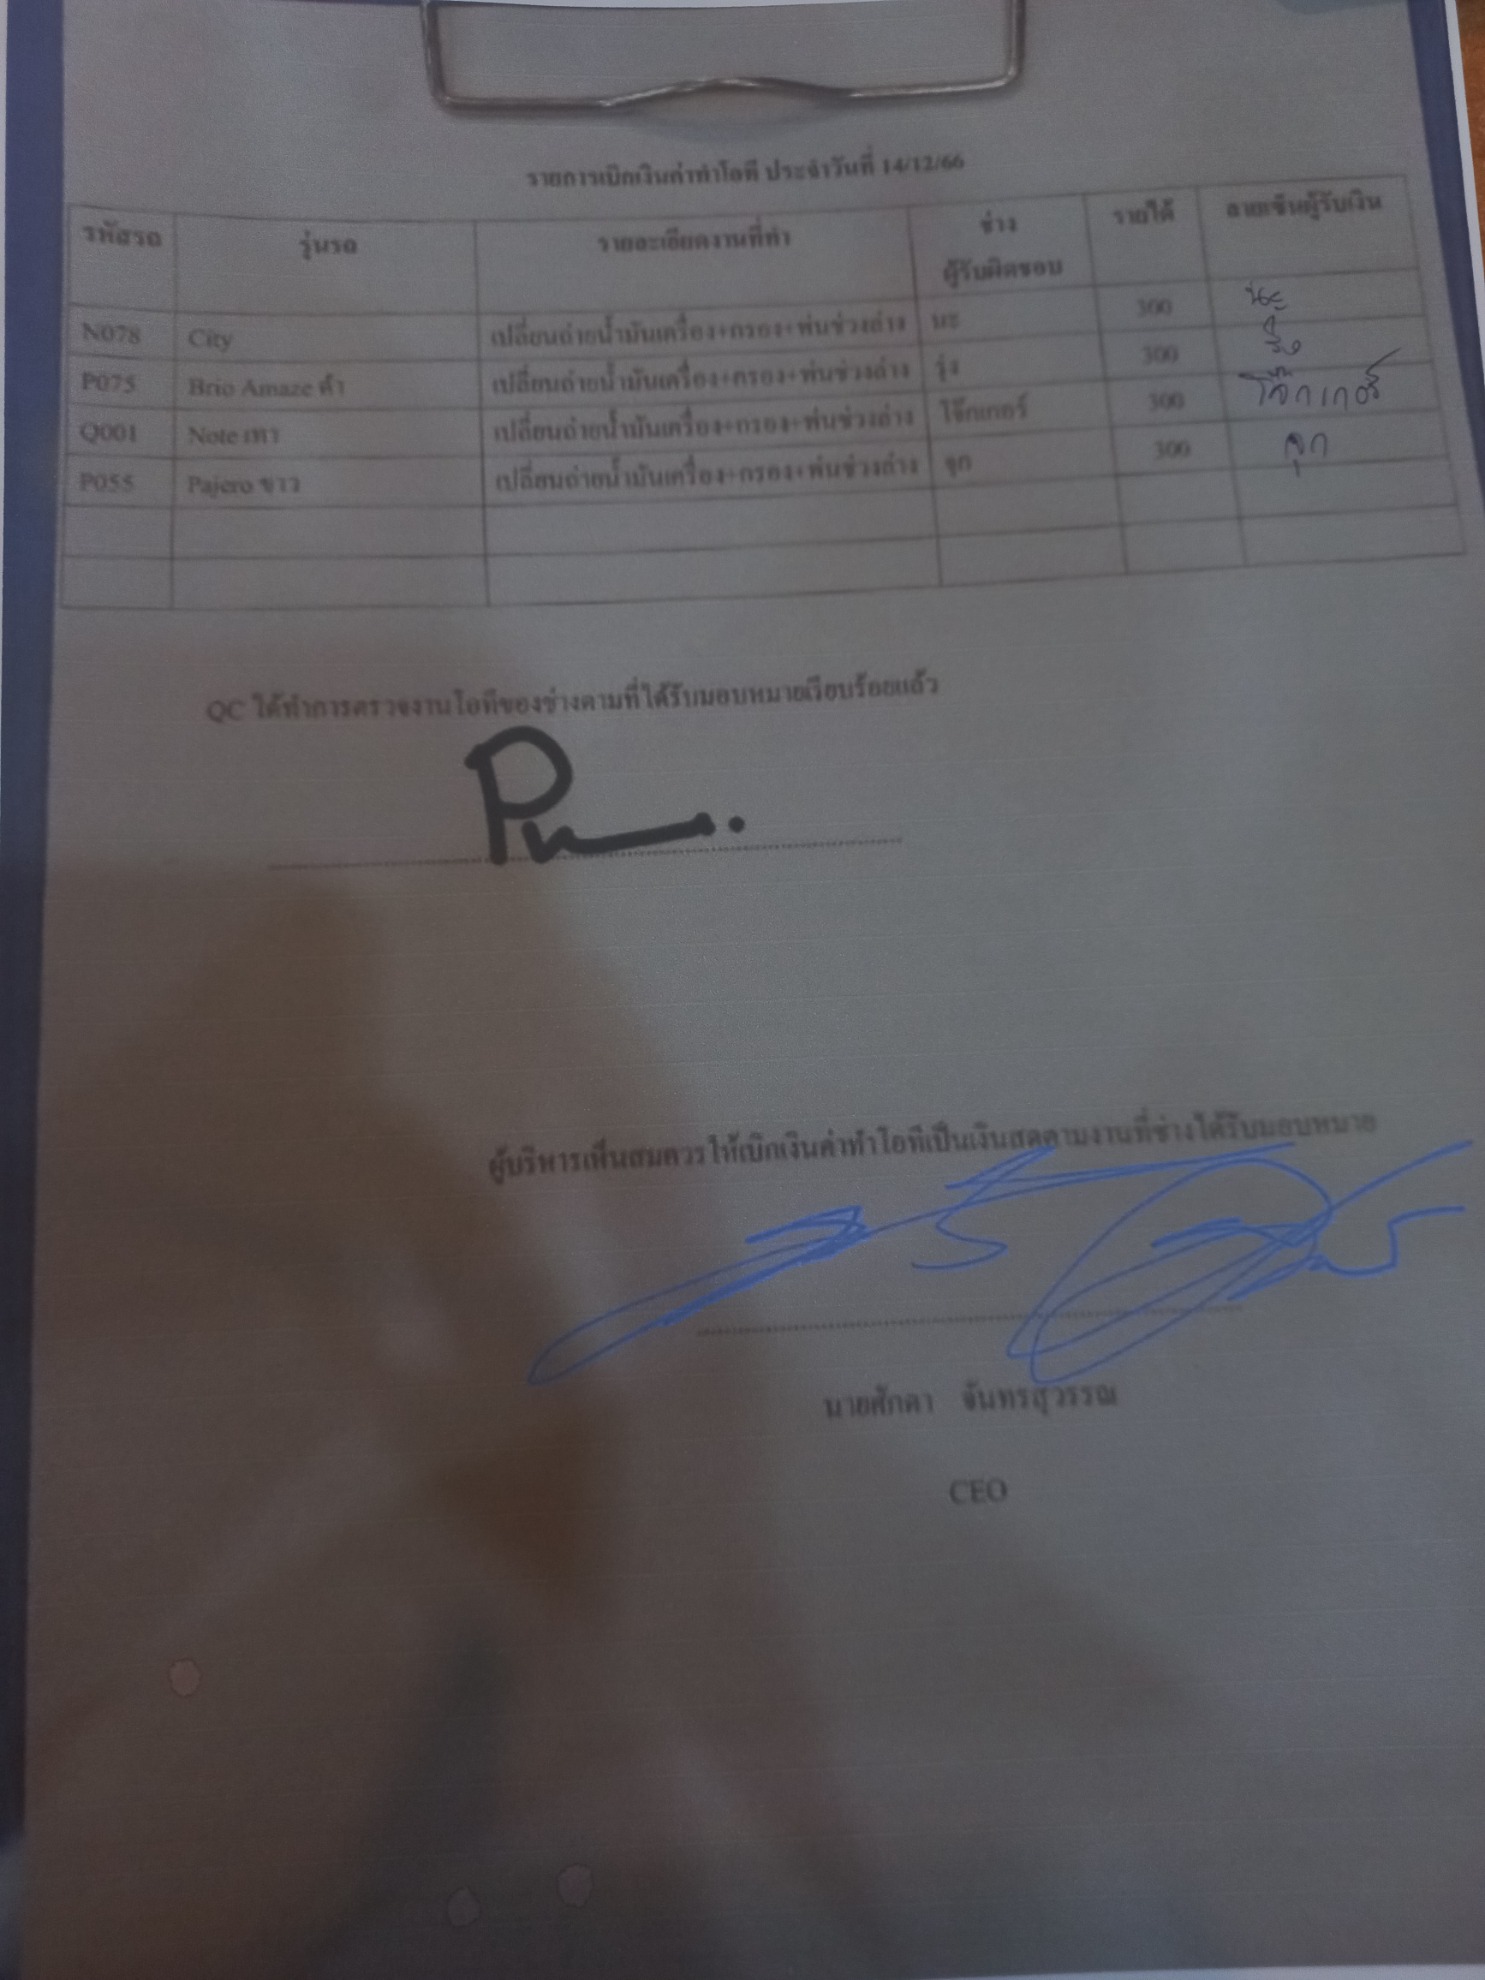 รายการเบิกเงินค่าทำโอที ประจำวันที่ 14/12/66
รหัสรถ รุ่นรถ รายละเอียดงานที่ทำ ช่าง ผู้รับผิดชอบ รายได้ ลายเซ็นผู้รับเงิน
N078 City เปลี่ยนถ่ายน้ำมันเครื่อง+กรอง+พ่นช่วงล่าง นะ 300 นะ
P075 Brio Amaze ดำ เปลี่ยนถ่ายน้ำมันเครื่อง+กรอง+พ่นช่วงล่าง รุ่ง 300
Q001 Note เทา เปลี่ยนถ่ายน้ำมันเครื่อง+กรอง+พ่นช่วงล่าง โจ๊กเกอร์ 300 โจ๊กเกอร์
P055 Pajero ขาว เปลี่ยนถ่ายน้ำมันเครื่อง+กรอง+พ่นช่วงล่าง จุก 300 จุก
QC ได้ทำการตรวจงานโอทีของช่างตามที่ได้รับมอบหมายเรียบร้อยแล้ว
ผู้บริหารเห็นสมควรให้เบิกเงินค่าทำโอทีเป็นเงินสดตามงานที่ช่างได้รับมอบหมาย
นายศักดา จันทรสุวรรณ
CEO